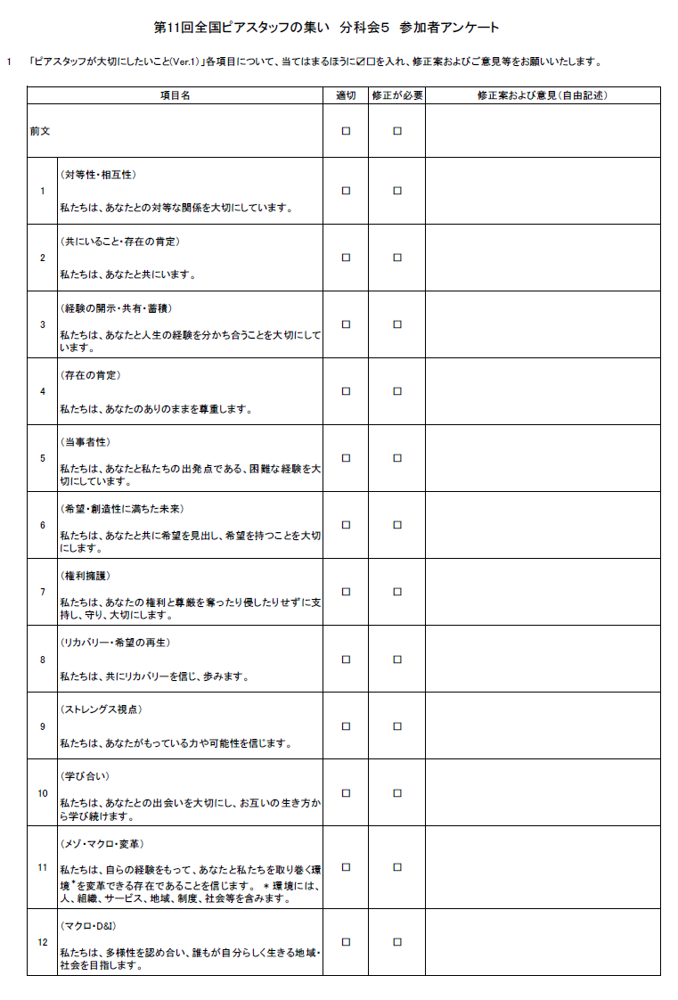 第11回全国ピアスタッフの集い　分科会５　参加者アンケート
1　「ピアスタッフが大切にしたいこと(Ver.1)」各項目について、当てはまるほうに☑□を入れ、修正案およびご意見等をお願いいたします。
項目名　適切　修正が必要　修正案および意見（自由記述）
前文　□　□
（対等性・相互性）
1　□　□
私たちは、あなたとの対等な関係を大切にしています。
（共にいること・存在の肯定）
2　□　□
私たちは、あなたと共にいます。
（経験の開示・共有・蓄積）
3　□　□
私たちは、あなたと人生の経験を分かち合うことを大切にして
います。
（存在の肯定）
4　□　□
私たちは、あなたのありのままを尊重します。
（当事者性）
5　□　□
私たちは、あなたと私たちの出発点である、困難な経験を大
切にしています。
（希望・創造性に満ちた未来）
6　□　□
私たちは、あなたと共に希望を見出し、希望を持つことを大切
にします。
（権利擁護）
7　□　□
私たちは、あなたの権利と尊厳を奪ったり侵したりせずに支
持し、守り、大切にします。
（リカバリー・希望の再生）
8　□　□
私たちは、共にリカバリーを信じ、歩みます。
（ストレングス視点）
9　□　□
私たちは、あなたがもっている力や可能性を信じます。
（学び合い）
10　□　□
私たちは、あなたとの出会いを大切にし、お互いの生き方か
ら学び続けます。
（メゾ・マクロ・変革）
11　□　□
私たちは、自らの経験をもって、あなたと私たちを取り巻く環
境*を変革できる存在であることを信じます。　＊環境には、
人、組織、サービス、地域、制度、社会等を含みます。
（マクロ・D&I）
12　□　□
私たちは、多様性を認め合い、誰もが自分らしく生きる地域・
社会を目指します。